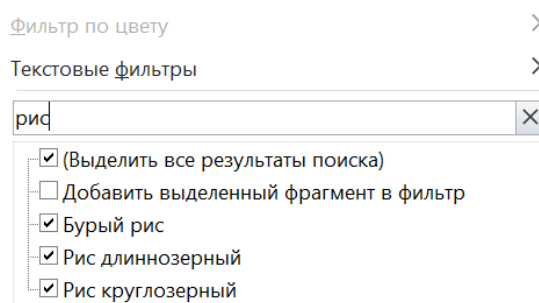 Фильтр по цвету
Текстовые фильтры
рис
(Выделить все результаты поиска)
Добавить выделенный фрагмент в фильтр
Бурый рис
Рис длиннозерный
Рис круглозерный